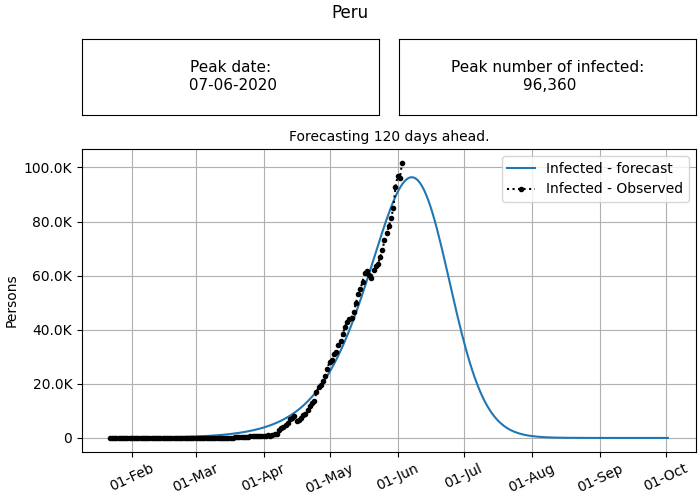 Peru
Peak date:
07-06-2020
Peak number of infected:
96,360
Forecasting 120 days ahead.
100.0K
80.0K
60.0K
40.0K
20.0K
0
Persons
Infected - forecast
Infected - Observed
01-Feb
01-Mar
01-Apr
01-May
01-Jun
01-Jul
01-Aug
01-Sep
01-Oct